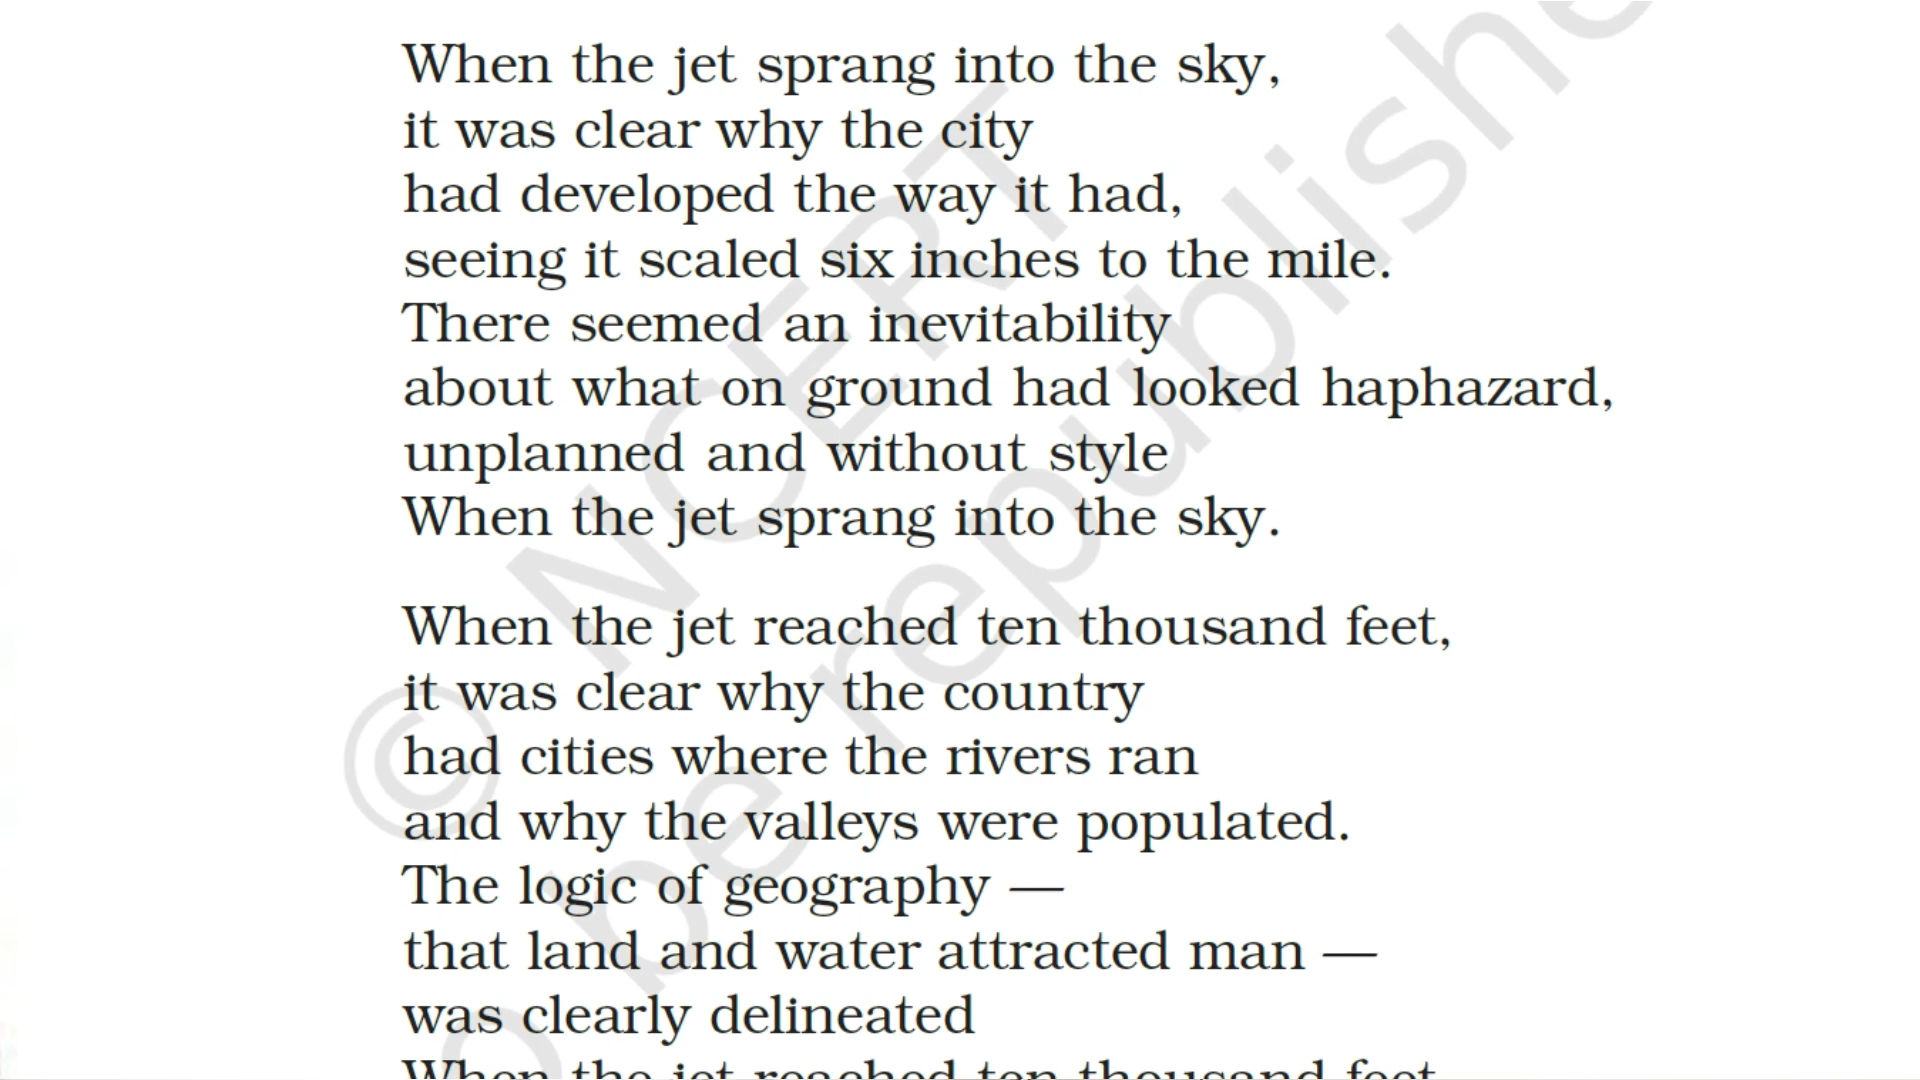 When the jet sprang into the sky,
it was clear why the city
had developed the way it had,
seeing it scaled six inches to the mile.
There seemed an inevitability
about what on ground had looked haphazard,
unplanned and without style
When the jet sprang into the sky.
When the jet reached ten thousand feet,
it was clear why the country
had cities where the rivers ran
and why the valleys were populated.
The logic of geography —
that land and water attracted man —
was clearly delineated
When the jet reached ten thousand feet
© NCERT
be republishe